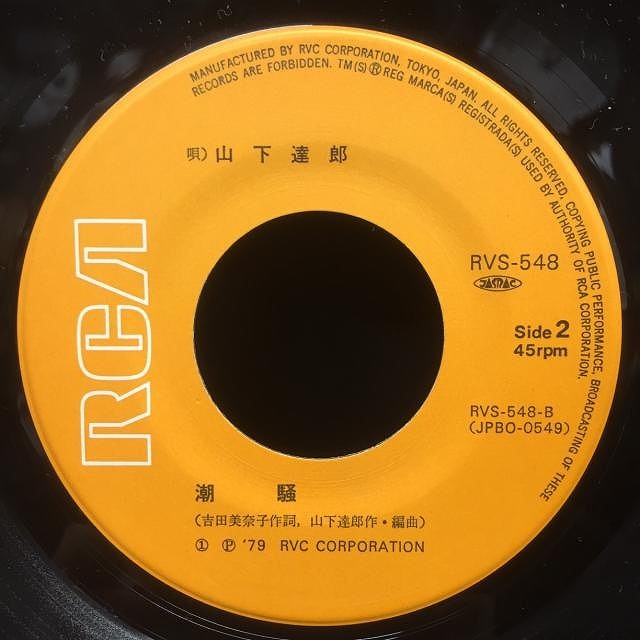 MANUFACTURED BY RVC CORPORATION, TOKYO, JAPAN, ALL RIGHTS RESERVED, COPYING PUBLIC PERFORMANCE, BROADCASTING OF THESE
RECORDS ARE FORBIDDEN. TM(S)®REG MARCA(S) REGISTRADA(S) USED BY AUTHORITY OF RCA CORPORATION.
唄) 山下達郎
RCA
RVS-548
JASRAC
Side 2
45rpm
RVS-548-B
(JPBO-0549)
潮騒
(吉田美奈子作詞, 山下達郎作・編曲)
① Ⓟ '79 RVC CORPORATION